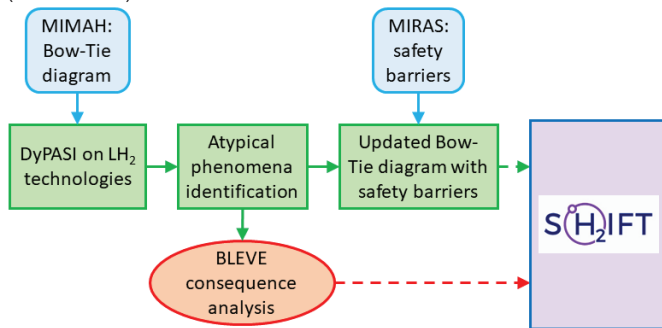 MIMAH:
Bow-Tie
diagram
MIRAS:
safety
barriers
DyPASI on LH₂
technologies
Atypical
phenomena
identification
Updated Bow-
Tie diagram with
safety barriers
SH₂IFT
BLEVE
consequence
analysis